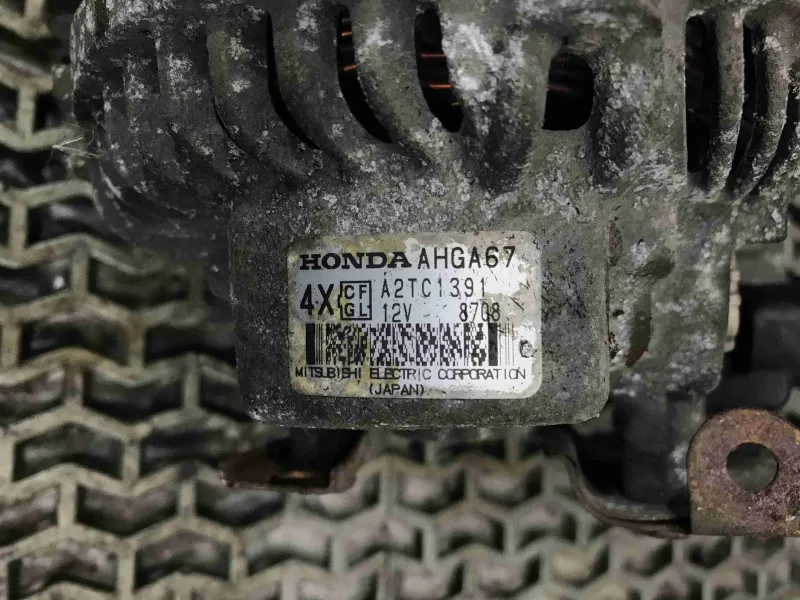 HONDA AHGA67
4X CF GL A2TC1391
12V 8708
MITSUBISHI ELECTRIC CORPORATION
(JAPAN)